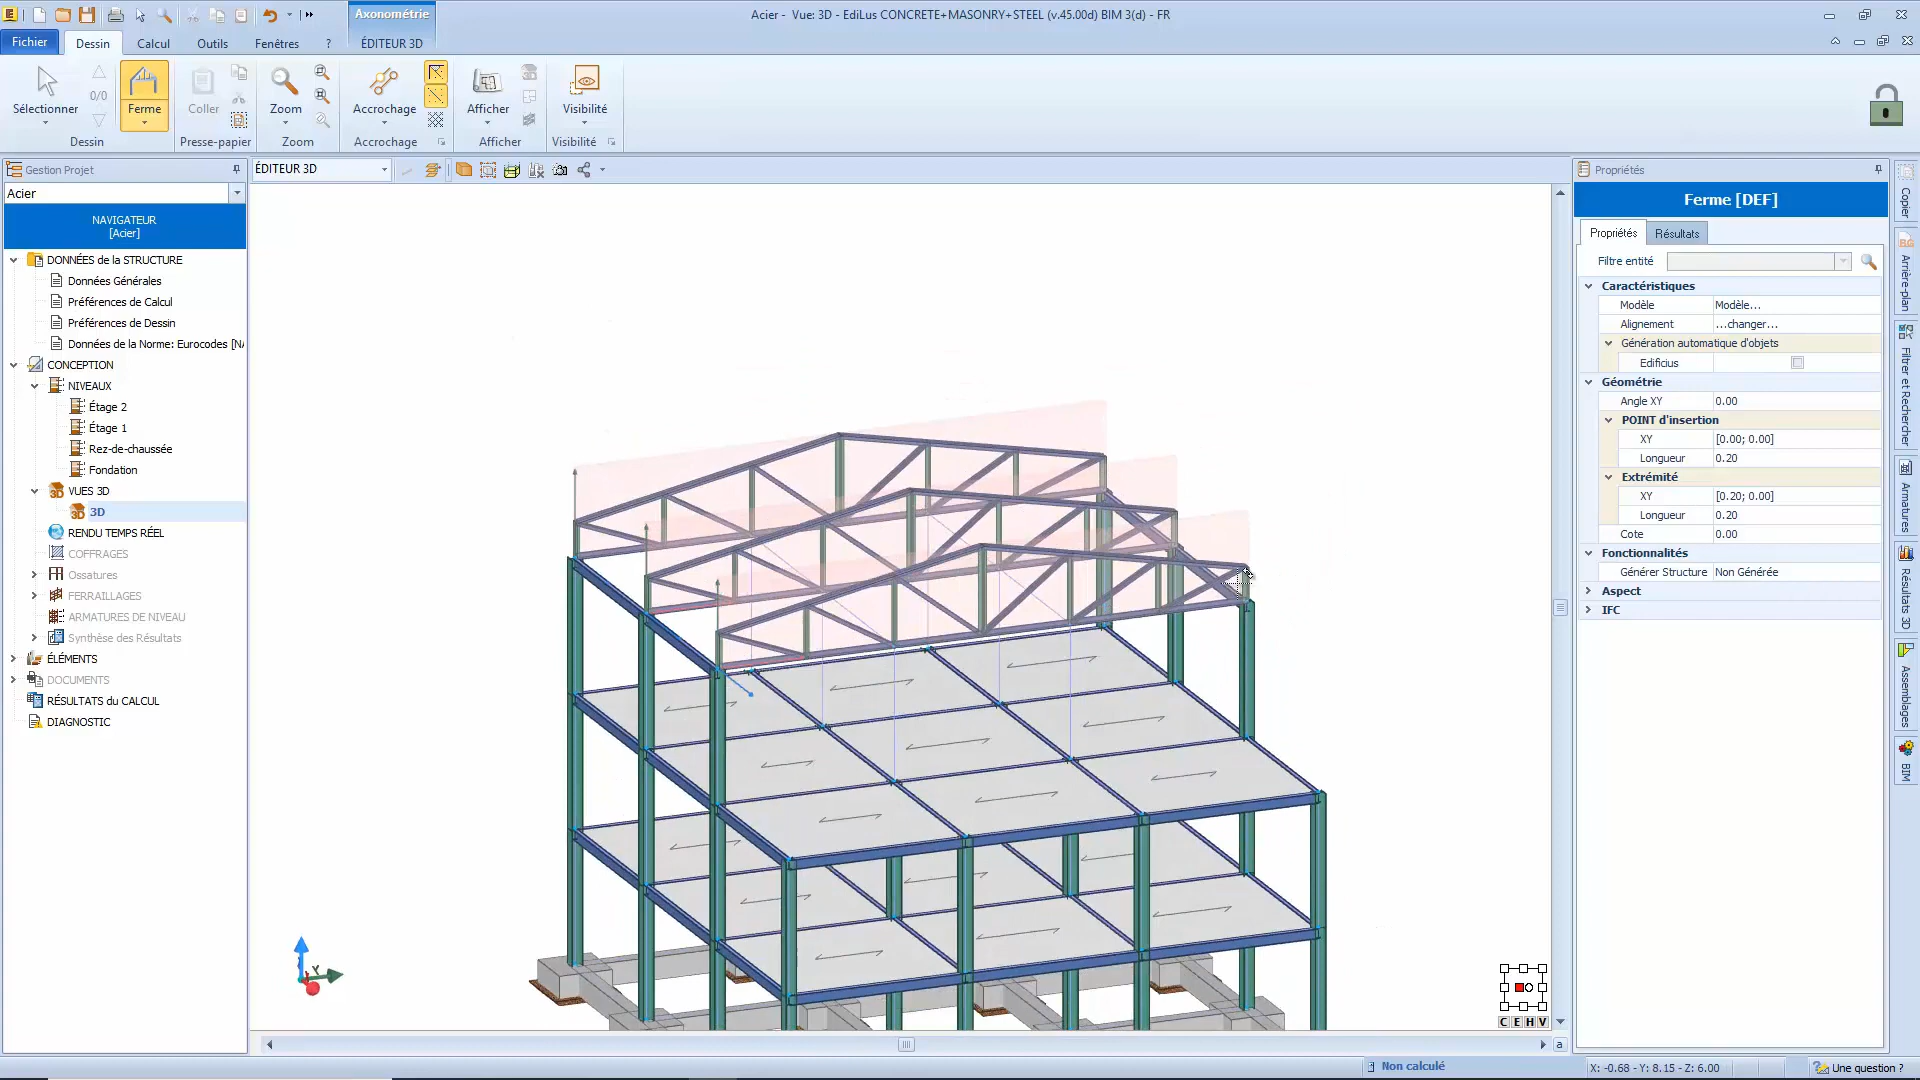 Axonométrie
Acier - Vue: 3D - EdiLus CONCRETE+MASONRY+STEEL (v.45.00d) BIM 3(d) - FR
Fichier
Dessin
Calcul
Outils
Fenêtres
?
ÉDITEUR 3D
Sélectionner
0/0
Ferme
Coller
Zoom
Accrochage
Afficher
Visibilité
Dessin
Presse-papier
Zoom
Accrochage
Afficher
Visibilité
Gestion Projet
Acier
NAVIGATEUR
[Acier]
DONNÉES de la STRUCTURE
Données Générales
Préférences de Calcul
Préférences de Dessin
Données de la Norme: Eurocodes [NA
CONCEPTION
NIVEAUX
Étage 2
Étage 1
Rez-de-chaussée
Fondation
VUES 3D
3D
RENDU TEMPS RÉEL
COFFRAGES
Ossatures
FERRAILLAGES
ARMATURES DE NIVEAU
Synthèse des Résultats
ÉLÉMENTS
DOCUMENTS
RÉSULTATS du CALCUL
DIAGNOSTIC
ÉDITEUR 3D
Y
C E H V
a
Propriétés
Ferme [DEF]
Propriétés
Résultats
Filtre entité
Caractéristiques
Modèle Modèle...
Alignement ...changer...
Génération automatique d'objets
Edificius
Géométrie
Angle XY 0.00
POINT d'insertion
XY [0.00; 0.00]
Longueur 0.20
Extrémité
XY [0.20; 0.00]
Longueur 0.20
Cote 0.00
Fonctionnalités
Générer Structure Non Générée
Aspect
IFC
Copier
Arrière-plan
Filtrer et Rechercher
Armatures
Résultats 3D
Assemblages
BIM
Non calculé
X: -0.68 - Y: 8.15 - Z: 6.00
Une question ?